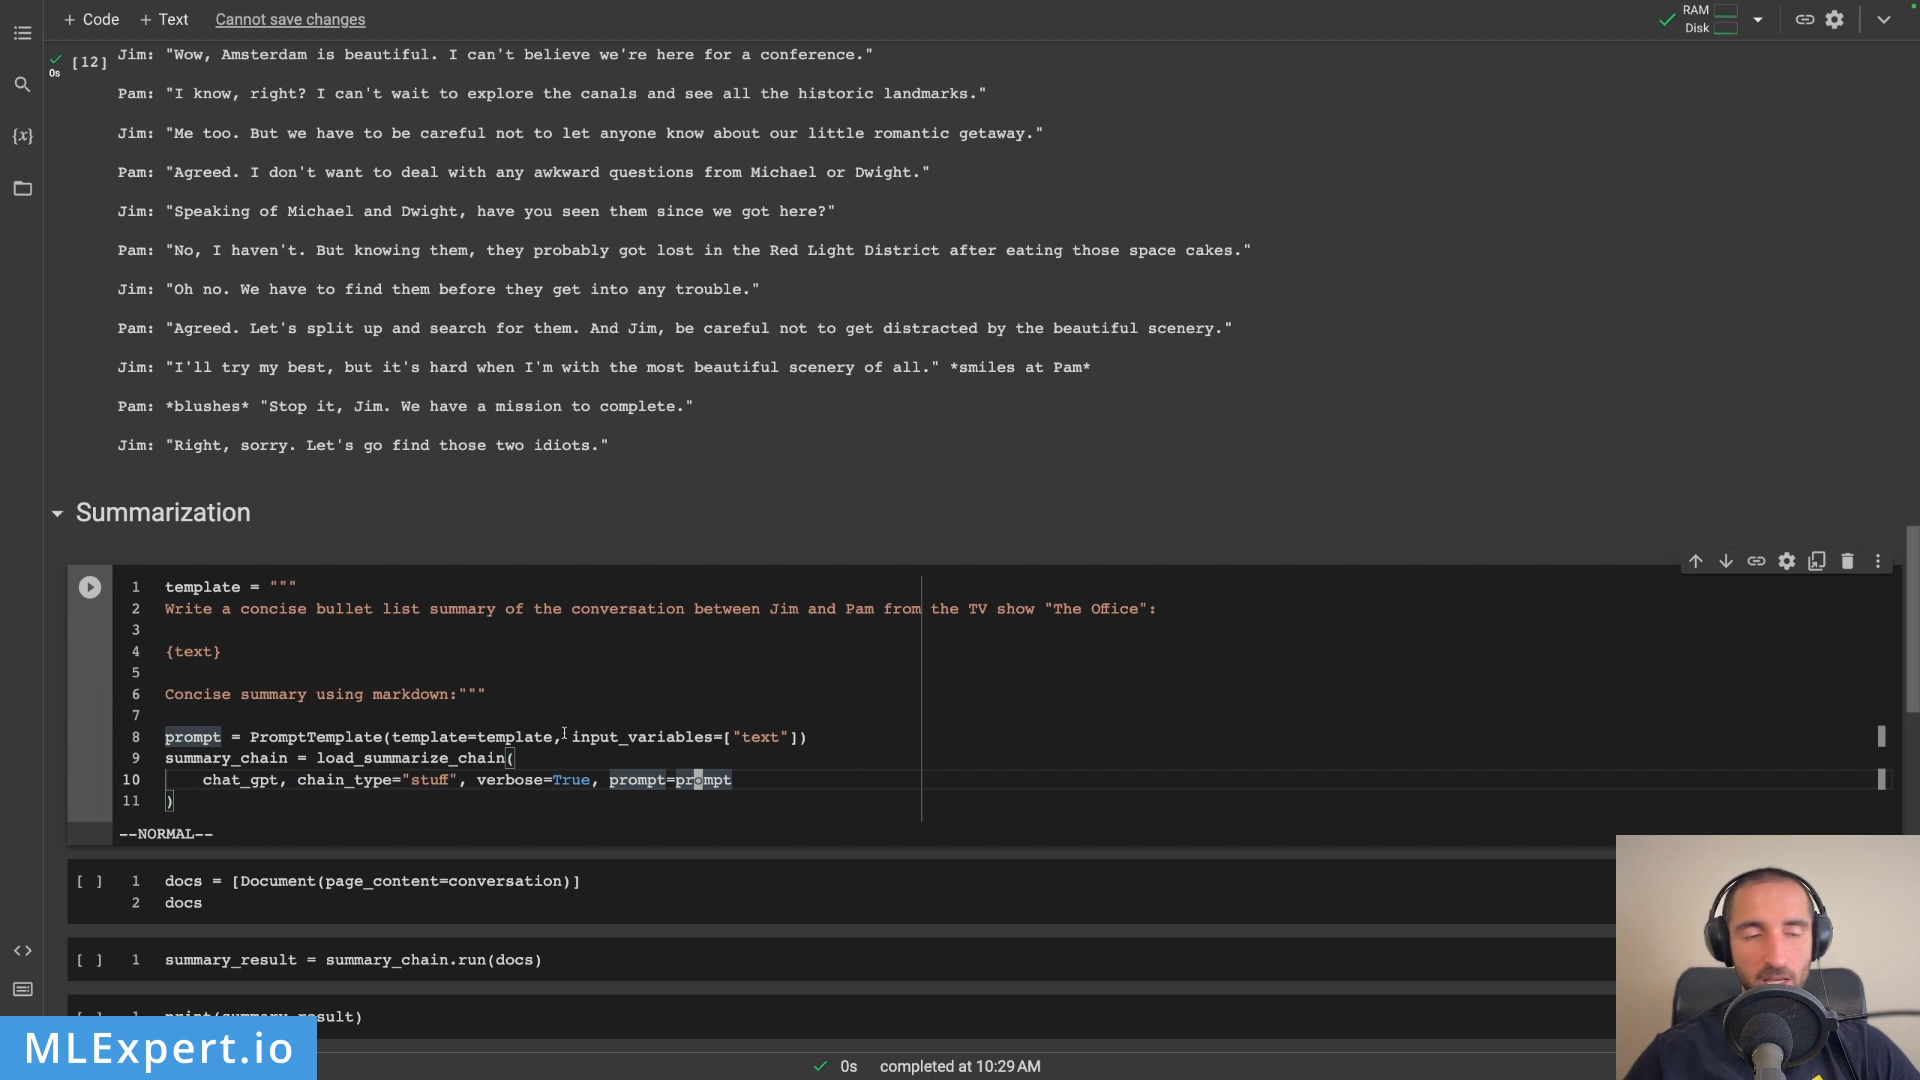 + Code + Text Cannot save changes
RAM
Disk
0s
[12]
Jim: "Wow, Amsterdam is beautiful. I can't believe we're here for a conference."
Pam: "I know, right? I can't wait to explore the canals and see all the historic landmarks."
Jim: "Me too. But we have to be careful not to let anyone know about our little romantic getaway."
Pam: "Agreed. I don't want to deal with any awkward questions from Michael or Dwight."
Jim: "Speaking of Michael and Dwight, have you seen them since we got here?"
Pam: "No, I haven't. But knowing them, they probably got lost in the Red Light District after eating those space cakes."
Jim: "Oh no. We have to find them before they get into any trouble."
Pam: "Agreed. Let's split up and search for them. And Jim, be careful not to get distracted by the beautiful scenery."
Jim: "I'll try my best, but it's hard when I'm with the most beautiful scenery of all." *smiles at Pam*
Pam: *blushes* "Stop it, Jim. We have a mission to complete."
Jim: "Right, sorry. Let's go find those two idiots."
Summarization
1 template = """
2 Write a concise bullet list summary of the conversation between Jim and Pam from the TV show "The Office":
3
4 {text}
5
6 Concise summary using markdown:"""
7
8 prompt = PromptTemplate(template=template, input_variables=["text"])
9 summary_chain = load_summarize_chain(
10 chat_gpt, chain_type="stuff", verbose=True, prompt=prompt
11 )
--NORMAL--
[ ] 1 docs = [Document(page_content=conversation)]
2 docs
[ ] 1 summary_result = summary_chain.run(docs)
[ ] 1 print(summary_result)
MLExpert.io
0s completed at 10:29 AM